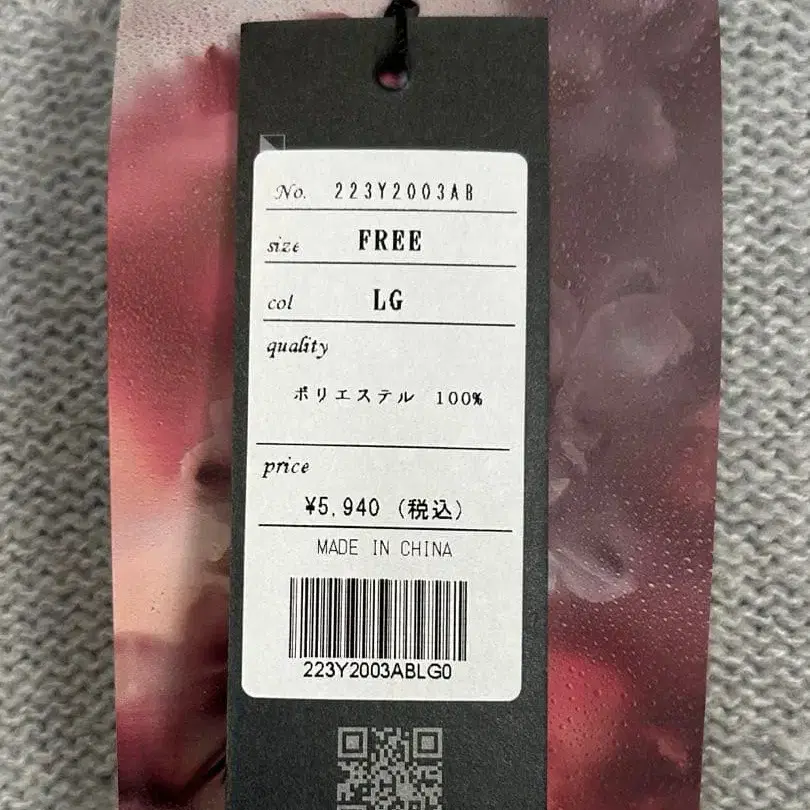 No. 223Y2003AB
size FREE
col LG
quality
ポリエステル 100%
price
¥5,940 (税込)
MADE IN CHINA
223Y2003ABLG0